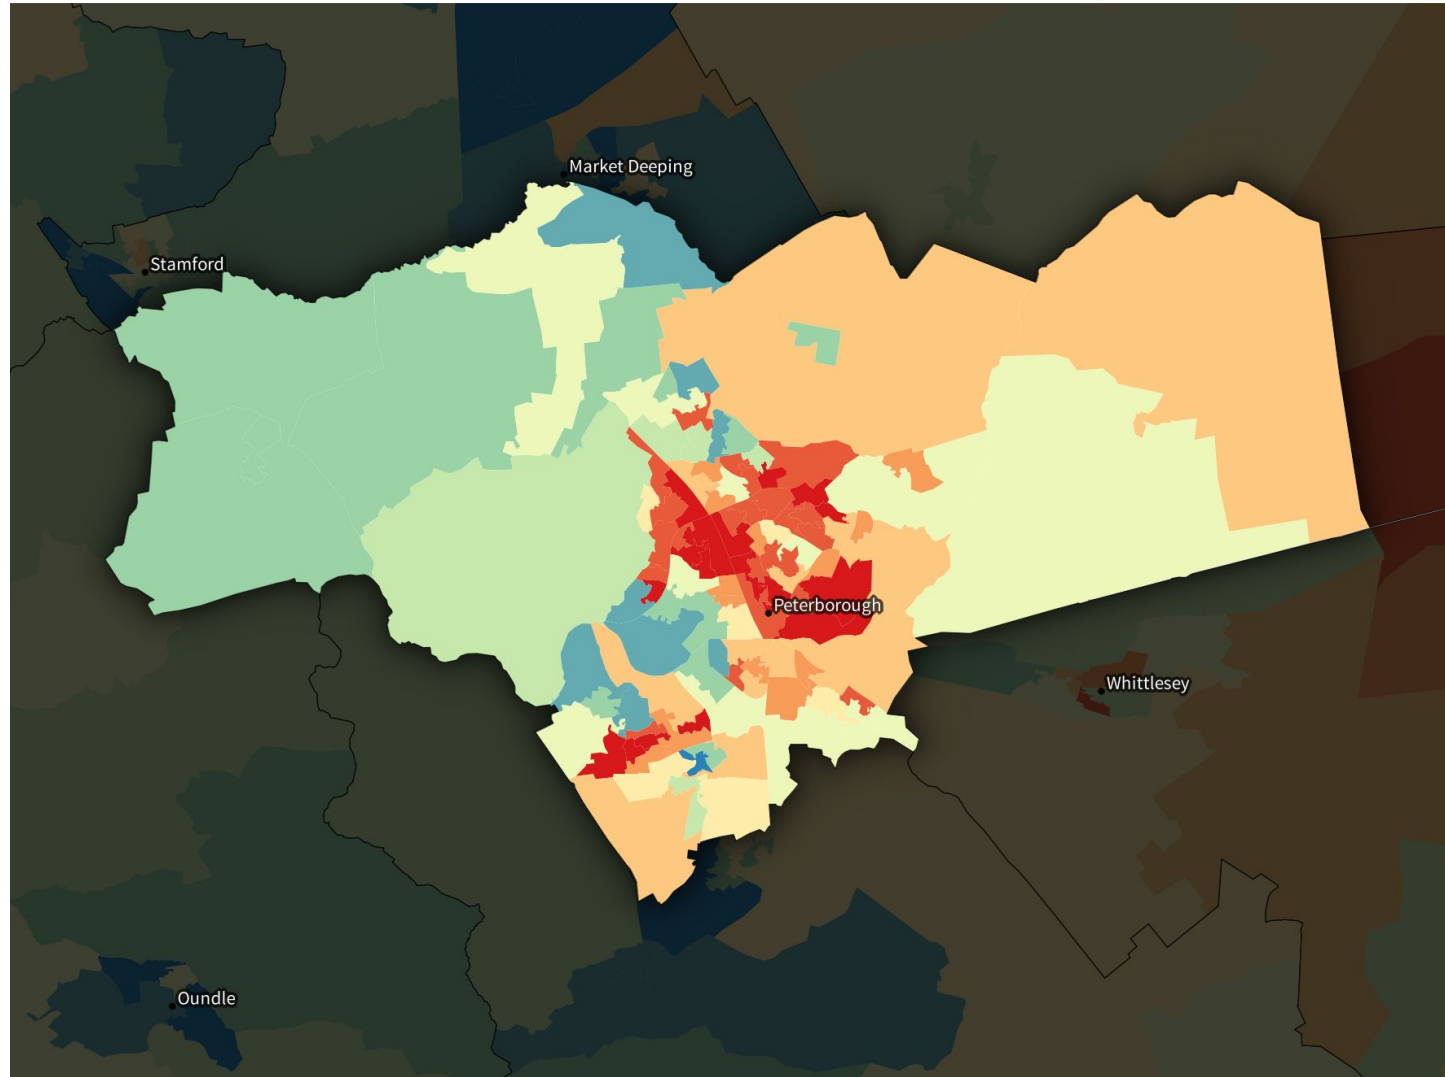 Market Deeping
Stamford
Peterborough
Whittlesey
Oundle